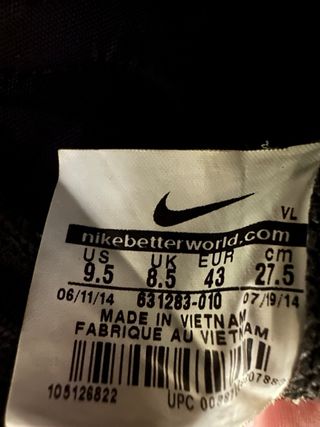 VL
nikebetterworld.com
US UK EUR cm
9.5 8.5 43 27.5
06/11/14 631283-010 07/19/14
MADE IN VIETNAM
FABRIQUE AU VIETNAM
105126822
UPC